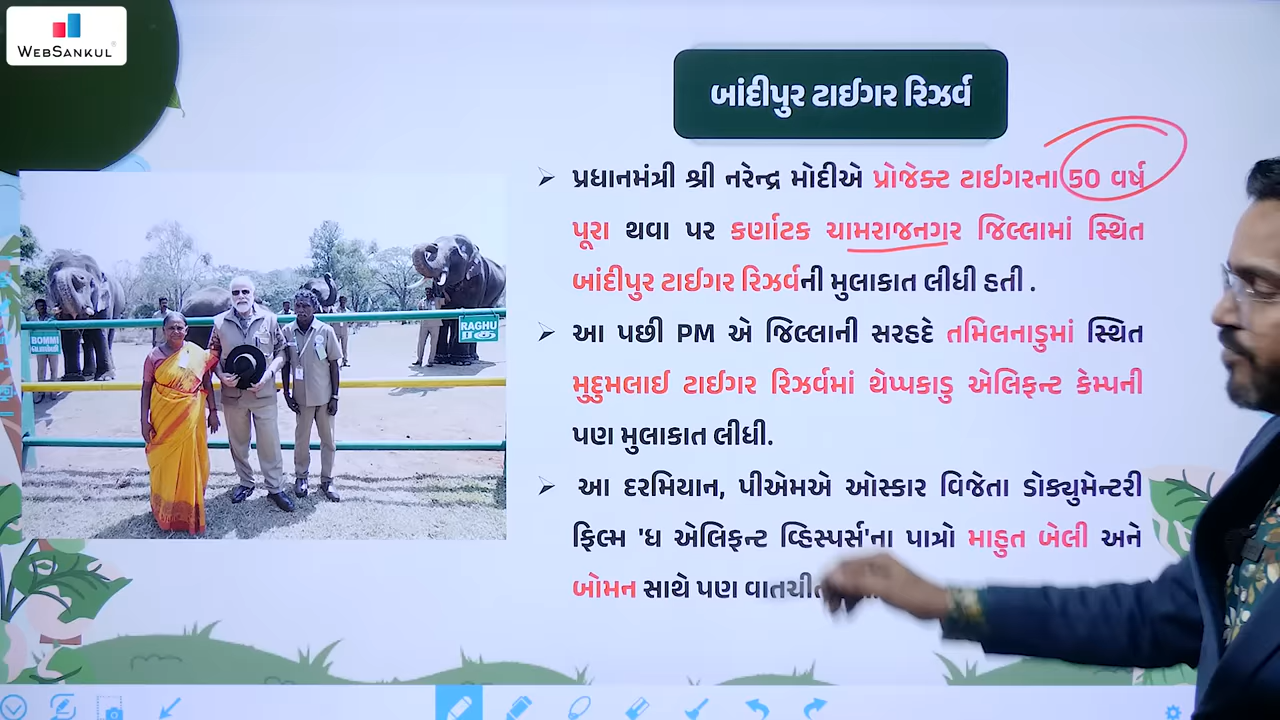 WEBSANKUL
બાંદીપુર ટાઈગર રિઝર્વ
પ્રધાનમંત્રી શ્રી નરેન્દ્ર મોદીએ પ્રોજેક્ટ ટાઈગરના 50 વર્ષ
પૂરા થવા પર કર્ણાટક ચામરાજનગર જિલ્લામાં સ્થિત
બાંદીપુર ટાઈગર રિઝર્વની મુલાકાત લીધી હતી .
આ પછી PM એ જિલ્લાની સરહદે તમિલનાડુમાં સ્થિત
મુદુમલાઈ ટાઈગર રિઝર્વમાં થેપ્પકાડુ એલિફન્ટ કેમ્પની
પણ મુલાકાત લીધી.
આ દરમિયાન, પીએમએ ઓસ્કાર વિજેતા ડોક્યુમેન્ટરી
ફિલ્મ 'ધ એલિફન્ટ વ્હિસ્પર્સ'ના પાત્રો માહુત બેલી અને
બોમન સાથે પણ વાતચીત
BOMMI
RAGHU
ரகு